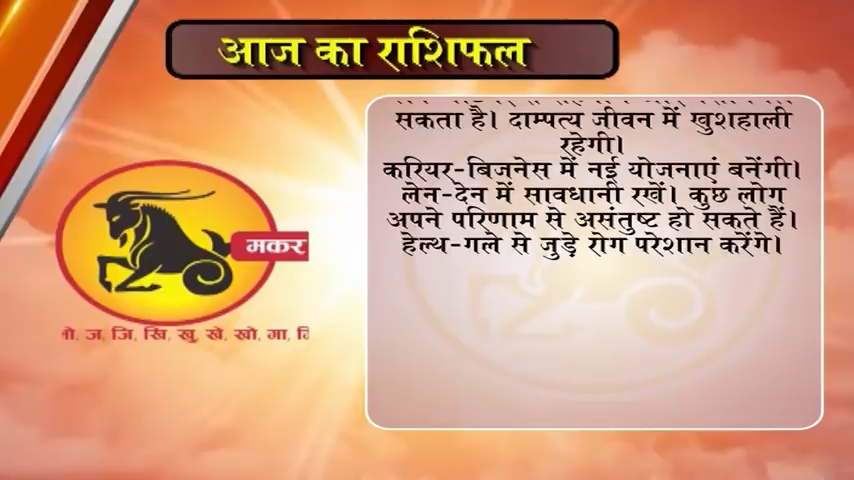 आज का राशिफल
सकता है। दाम्पत्य जीवन में खुशहाली
रहेगी।
करियर-बिजनेस में नई योजनाएं बनेंगी।
लेन-देन में सावधानी रखें। कुछ लोग
अपने परिणाम से असंतुष्ट हो सकते हैं।
हेल्थ-गले से जुड़े रोग परेशान करेंगे।
मकर
ज, जि, खि, खु, खे, खो, गा,